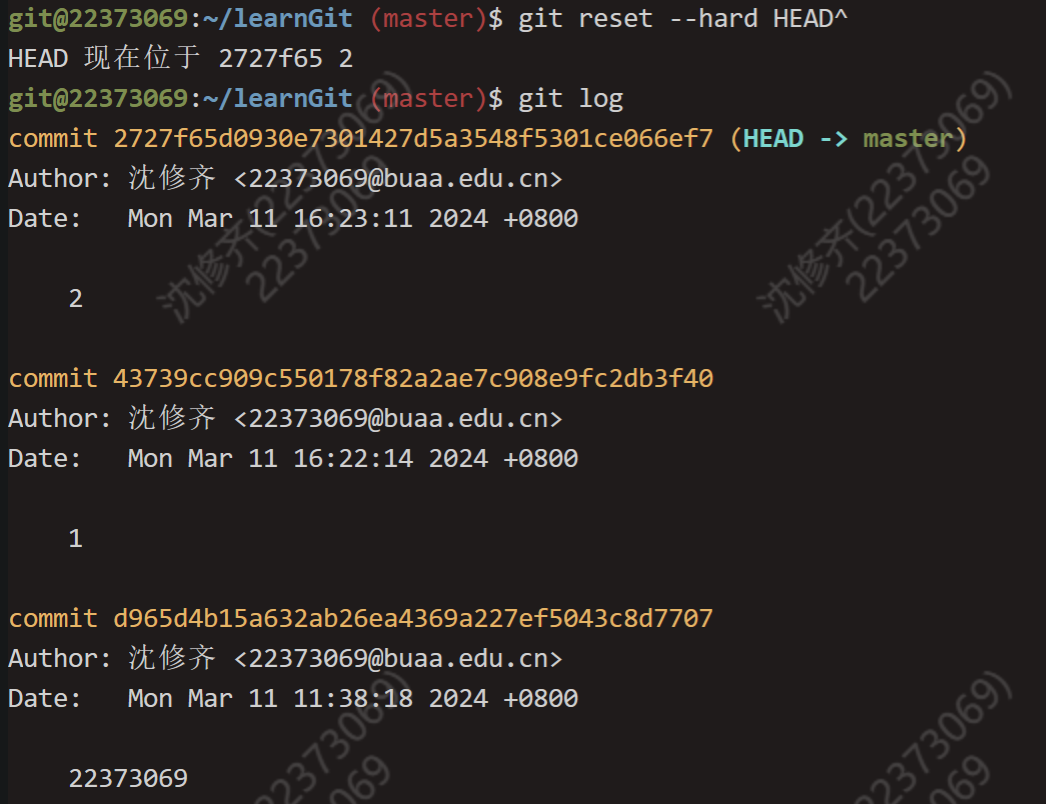 git@22373069:~/learnGit (master)$ git reset --hard HEAD^
HEAD 现在位于 2727f65 2
git@22373069:~/learnGit (master)$ git log
commit 2727f65d0930e7301427d5a3548f5301ce066ef7 (HEAD -> master)
Author: 沈修齐 <22373069@buaa.edu.cn>
Date:   Mon Mar 11 16:23:11 2024 +0800
2
commit 43739cc909c550178f82a2ae7c908e9fc2db3f40
Author: 沈修齐 <22373069@buaa.edu.cn>
Date:   Mon Mar 11 16:22:14 2024 +0800
1
commit d965d4b15a632ab26ea4369a227ef5043c8d7707
Author: 沈修齐 <22373069@buaa.edu.cn>
Date:   Mon Mar 11 11:38:18 2024 +0800
22373069
沈修齐(22373069)
22373069
沈修齐(22373069)
22373069
22373069)
069
22373069)
069